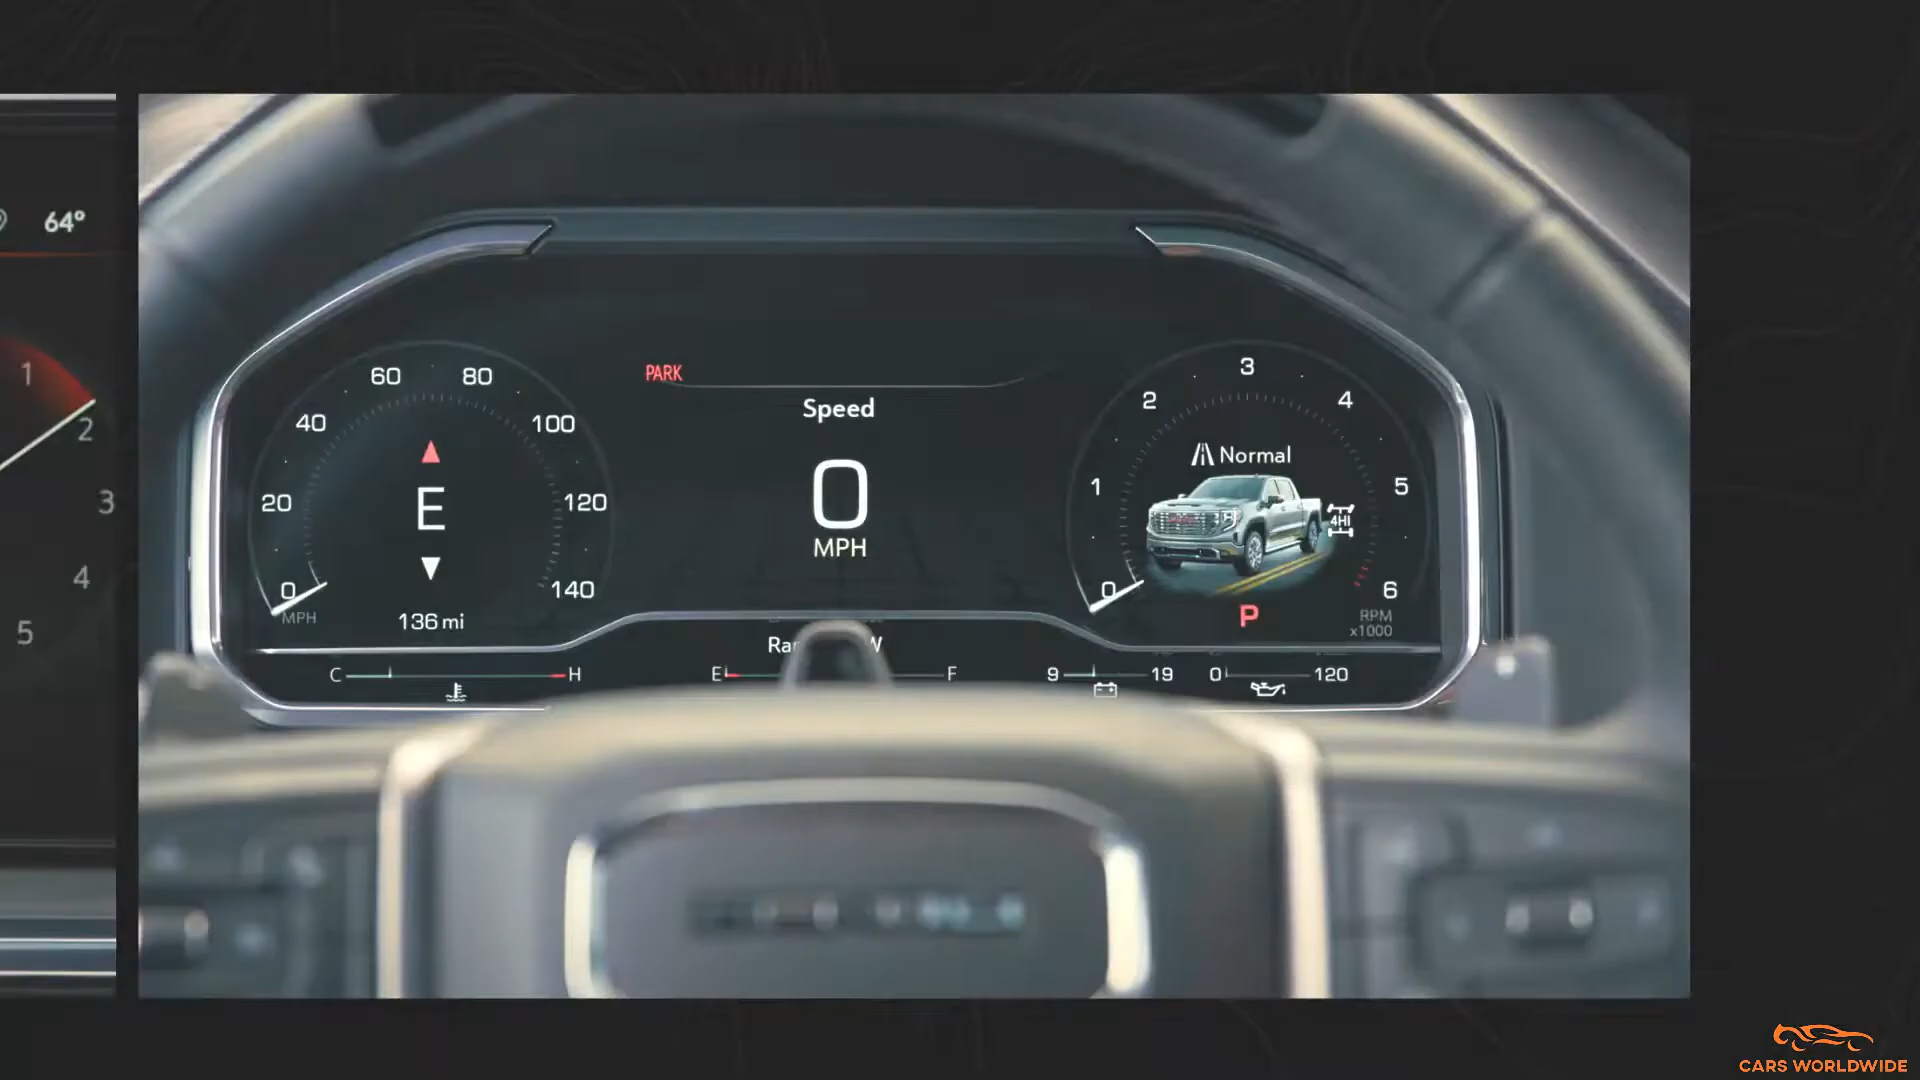 64°
1
2
3
4
5
PARK
Speed
0
MPH
0
20
40
60
80
100
120
140
MPH
E
136 mi
Normal
4HI
0
1
2
3
4
5
6
RPM
x1000
P
C H
E F
9 19
0 120
CARS WORLDWIDE